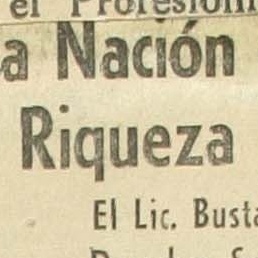 el Profesion
a Nación
Riqueza
El Lic. Busta